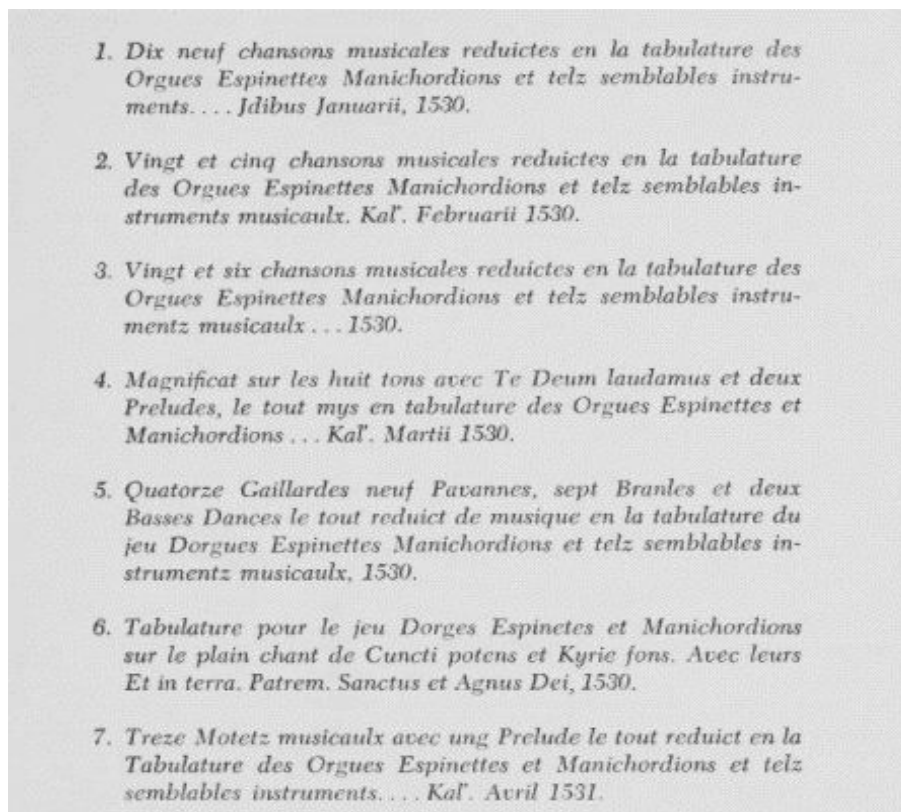 1. Dix neuf chansons musicales reduictes en la tabulature des
Orgues Espinettes Manichordions et telz semblables instru-
ments. . . . Jdibus Januarii, 1530.
2. Vingt et cinq chansons musicales reduictes en la tabulature
des Orgues Espinettes Manichordions et telz semblables in-
struments musicaulx. Kal'. Februarii 1530.
3. Vingt et six chansons musicales reduictes en la tabulature des
Orgues Espinettes Manichordions et telz semblables instru-
mentz musicaulx . . . 1530.
4. Magnificat sur les huit tons avec Te Deum laudamus et deux
Preludes, le tout mys en tabulature des Orgues Espinettes et
Manichordions . . . Kal'. Martii 1530.
5. Quatorze Gaillardes neuf Pavannes, sept Branles et deux
Basses Dances le tout reduict de musique en la tabulature du
jeu Dorgues Espinettes Manichordions et telz semblables in-
strumentz musicaulx, 1530.
6. Tabulature pour le jeu Dorges Espinetes et Manichordions
sur le plain chant de Cuncti potens et Kyrie fons. Avec leurs
Et in terra. Patrem. Sanctus et Agnus Dei, 1530.
7. Treze Motetz musicaulx avec ung Prelude le tout reduict en la
Tabulature des Orgues Espinettes et Manichordions et telz
semblables instruments. . . . Kal'. Avril 1531.